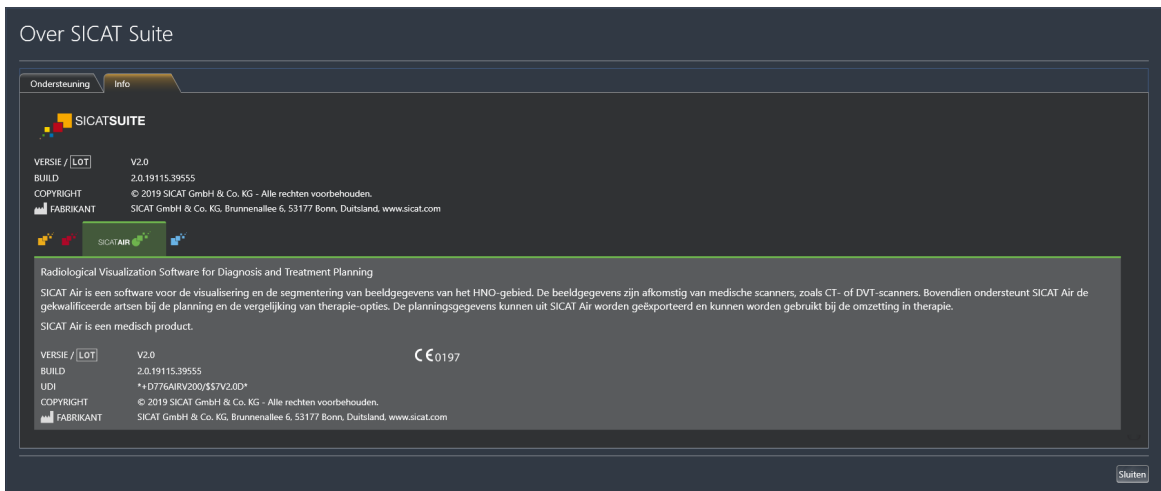 Over SICAT Suite
Ondersteuning Info
SICATSUITE
VERSIE / LOT V2.0
BUILD 2.0.19115.39555
COPYRIGHT © 2019 SICAT GmbH & Co. KG - Alle rechten voorbehouden.
FABRIKANT SICAT GmbH & Co. KG, Brunnenallee 6, 53177 Bonn, Duitsland, www.sicat.com
SICATAIR
Radiological Visualization Software for Diagnosis and Treatment Planning
SICAT Air is een software voor de visualisering en de segmentering van beeldgegevens van het HNO-gebied. De beeldgegevens zijn afkomstig van medische scanners, zoals CT- of DVT-scanners. Bovendien ondersteunt SICAT Air de
gekwalificeerde artsen bij de planning en de vergelijking van therapie-opties. De planningsgegevens kunnen uit SICAT Air worden geëxporteerd en kunnen worden gebruikt bij de omzetting in therapie.
SICAT Air is een medisch product.
VERSIE / LOT V2.0 CE0197
BUILD 2.0.19115.39555
UDI *+D776AIRV200/$$7V2.0D*
COPYRIGHT © 2019 SICAT GmbH & Co. KG - Alle rechten voorbehouden.
FABRIKANT SICAT GmbH & Co. KG, Brunnenallee 6, 53177 Bonn, Duitsland, www.sicat.com
Sluiten